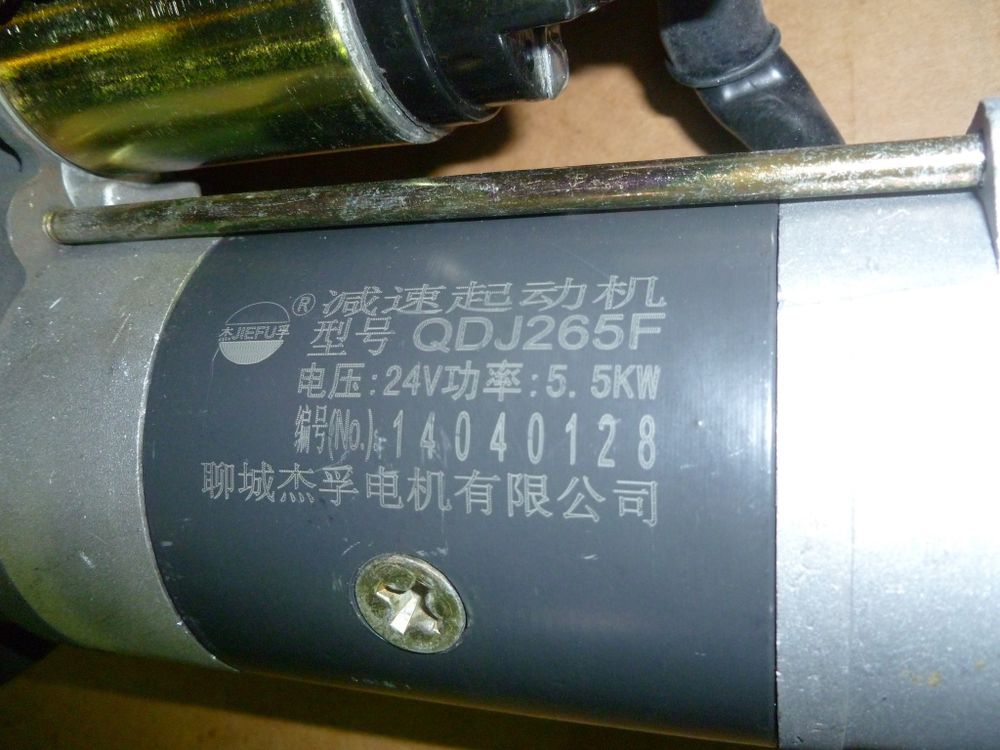 杰JIEFU孚 ® 减速起动机
型号 QDJ265F
电压:24V功率:5.5KW
编号(No.):14040128
聊城杰孚电机有限公司